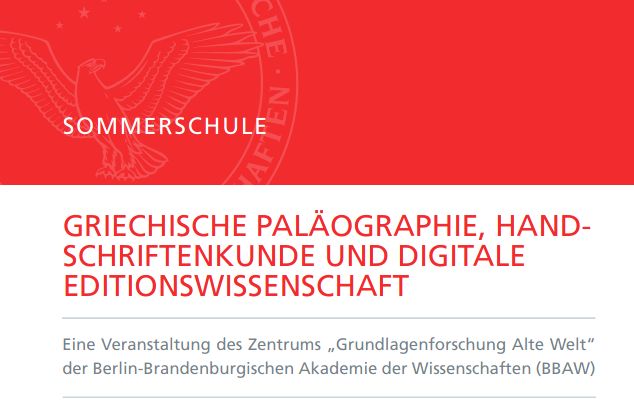 SOMMERSCHULE
GRIECHISCHE PALÄOGRAPHIE, HAND-
SCHRIFTENKUNDE UND DIGITALE
EDITIONSWISSENSCHAFT
Eine Veranstaltung des Zentrums „Grundlagenforschung Alte Welt“
der Berlin-Brandenburgischen Akademie der Wissenschaften (BBAW)